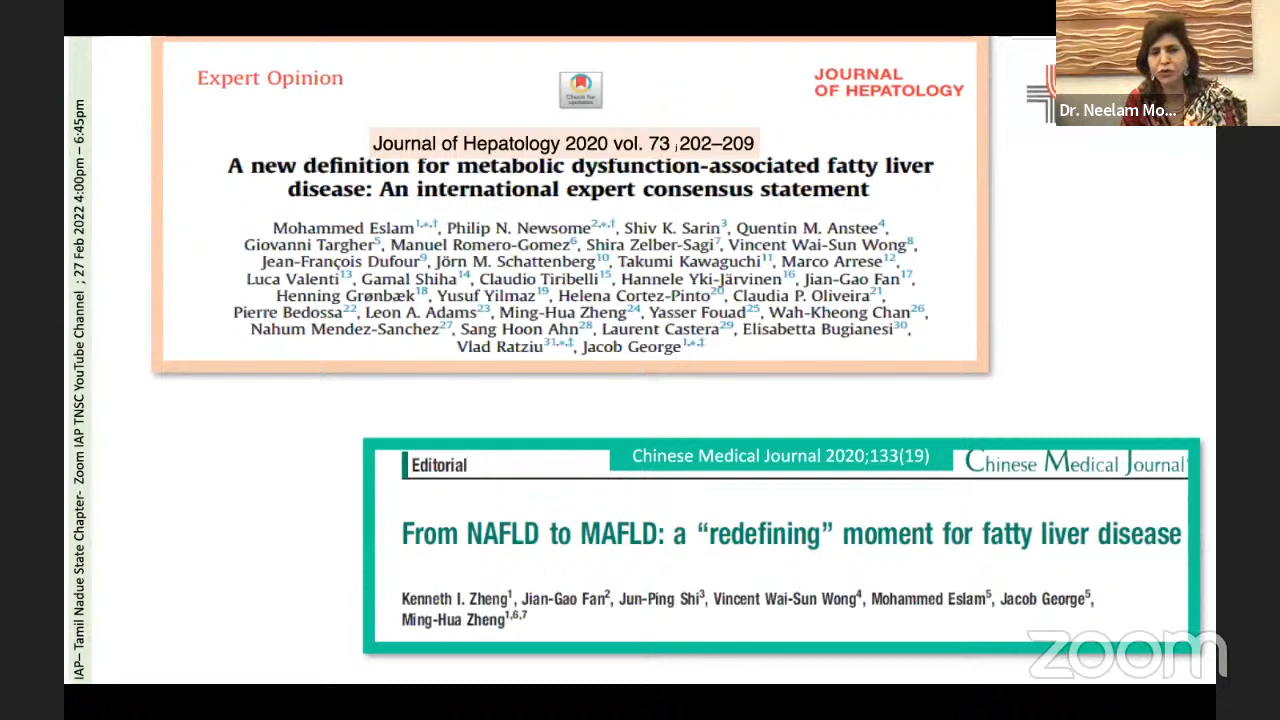 Expert Opinion
Check for
updates
JOURNAL
OF HEPATOLOGY
Journal of Hepatology 2020 vol. 73 ,202–209
A new definition for metabolic dysfunction-associated fatty liver
disease: An international expert consensus statement
Mohammed Eslam1,*,†, Philip N. Newsome2,*,†, Shiv K. Sarin3, Quentin M. Anstee4,
Giovanni Targher5, Manuel Romero-Gomez6, Shira Zelber-Sagi7, Vincent Wai-Sun Wong8,
Jean-François Dufour9, Jörn M. Schattenberg10, Takumi Kawaguchi11, Marco Arrese12,
Luca Valenti13, Gamal Shiha14, Claudio Tiribelli15, Hannele Yki-Järvinen16, Jian-Gao Fan17,
Henning Grønbæk18, Yusuf Yilmaz19, Helena Cortez-Pinto20, Claudia P. Oliveira21,
Pierre Bedossa22, Leon A. Adams23, Ming-Hua Zheng24, Yasser Fouad25, Wah-Kheong Chan26,
Nahum Mendez-Sanchez27, Sang Hoon Ahn28, Laurent Castera29, Elisabetta Bugianesi30,
Vlad Ratziu31,*,‡, Jacob George1,*,‡
Dr. Neelam Mo...
IAP– Tamil Nadue State Chapter- Zoom IAP TNSC YouTube Channel ; 27 Feb 2022 4:00pm – 6:45pm
Editorial
Chinese Medical Journal 2020;133(19)
Chinese Medical Journal
From NAFLD to MAFLD: a “redefining” moment for fatty liver disease
Kenneth I. Zheng1, Jian-Gao Fan2, Jun-Ping Shi3, Vincent Wai-Sun Wong4, Mohammed Eslam5, Jacob George5,
Ming-Hua Zheng1,6,7
zoom